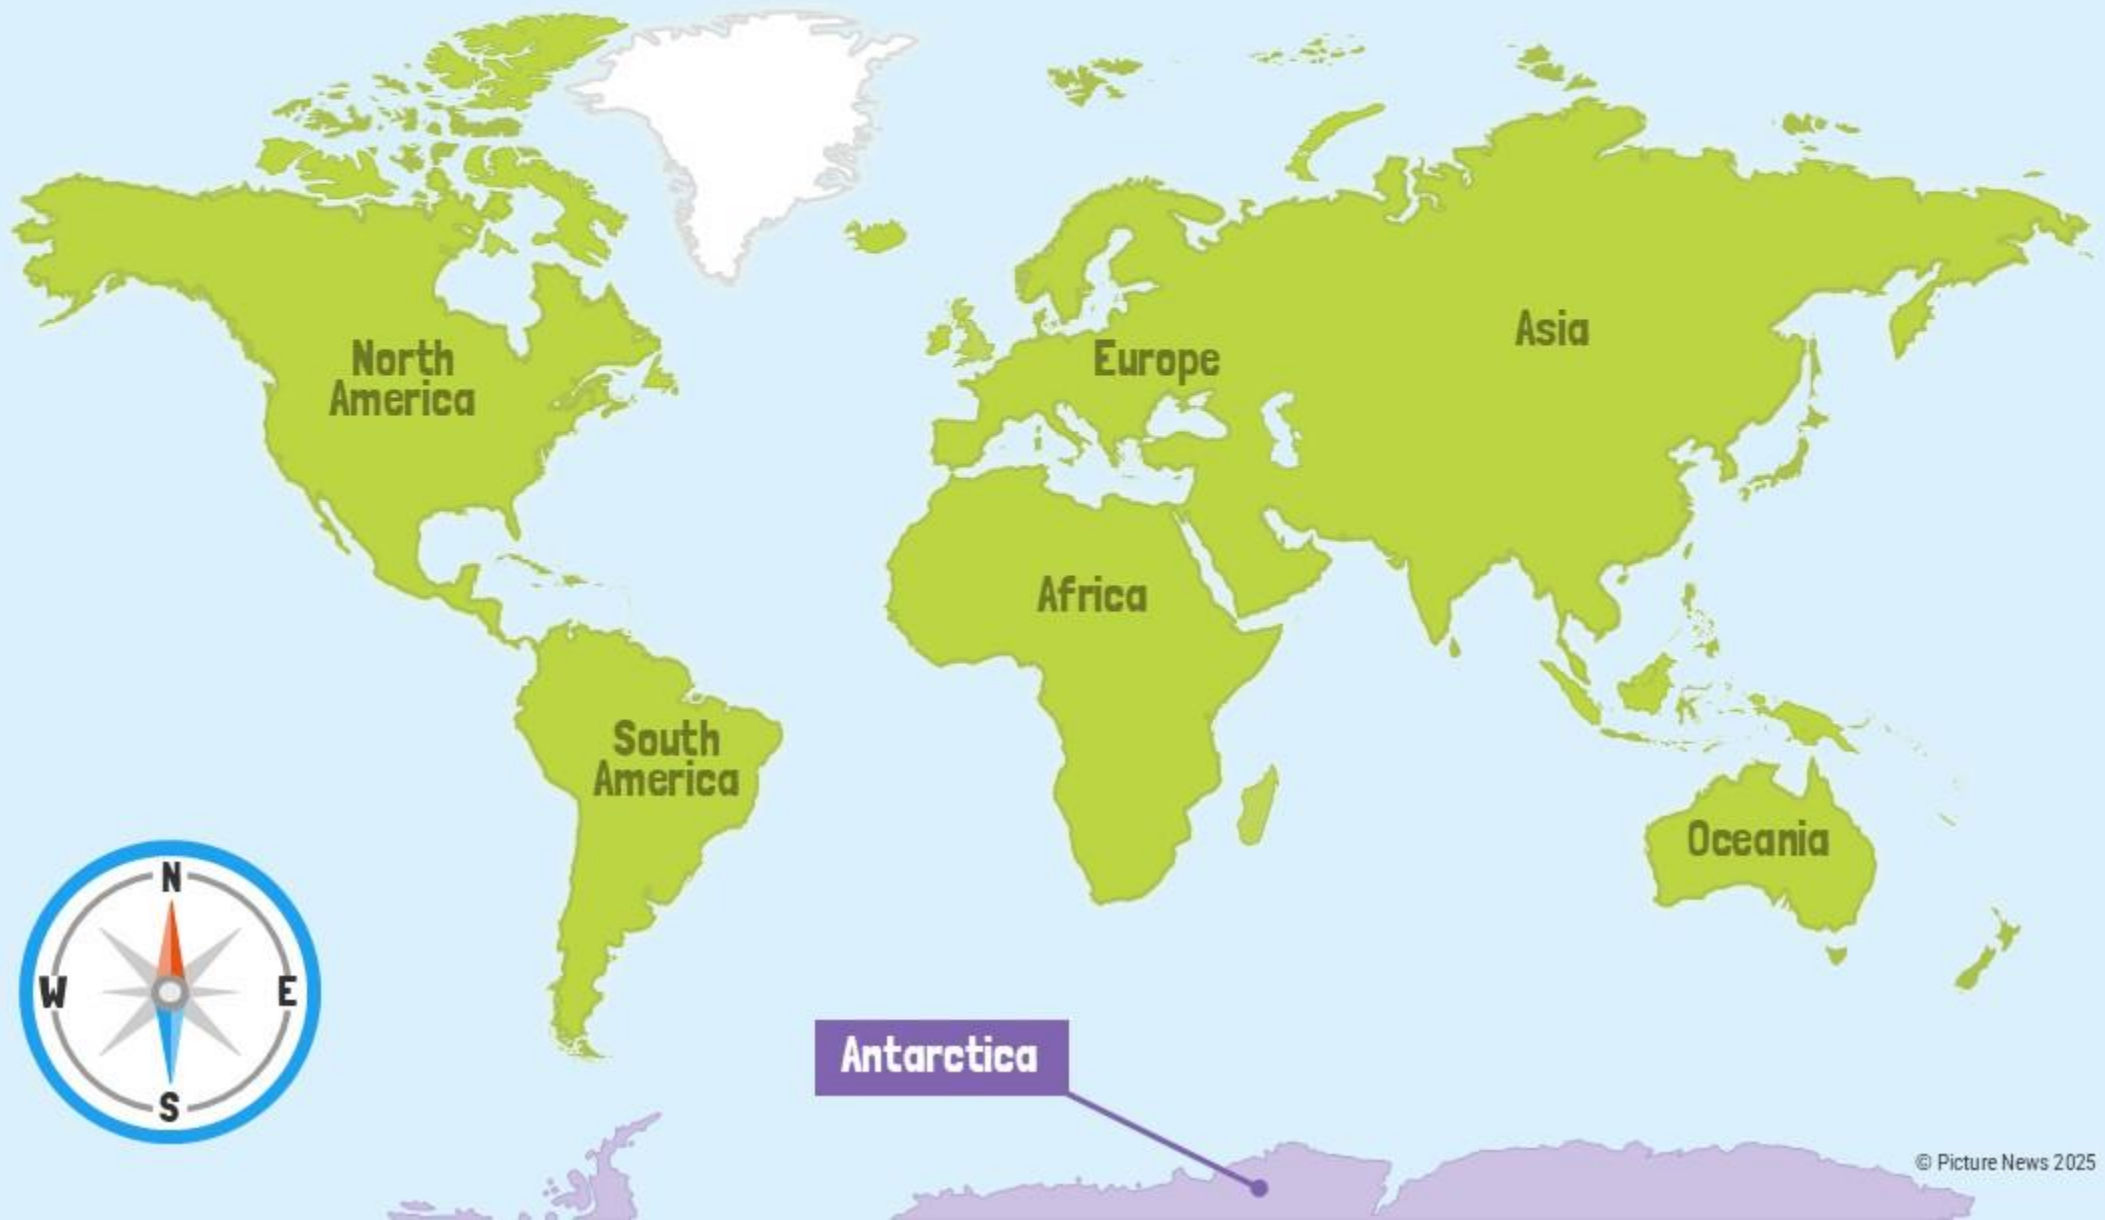 North
America
Europe
Asia
Africa
South
America
Oceania
N
W
E
S
Antarctica
© Picture News 2025